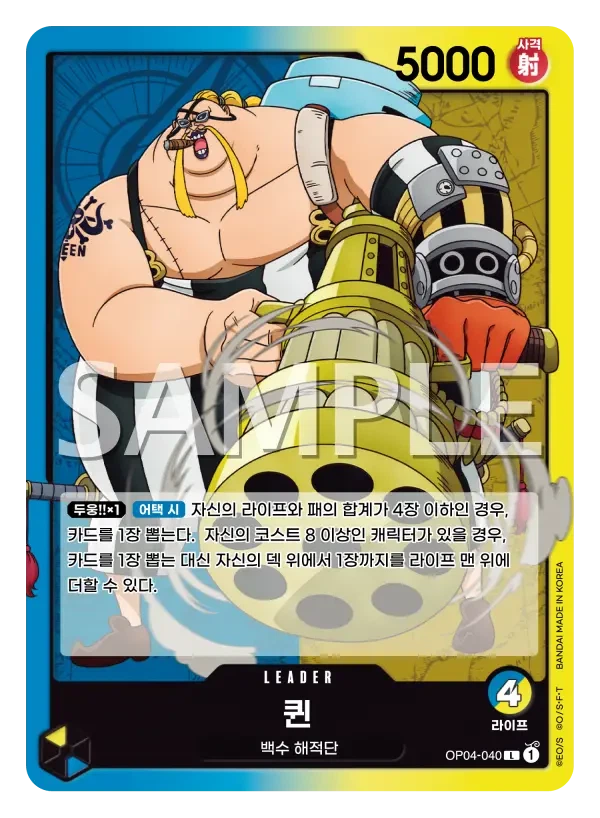 사격
5000 射
QUEEN
SAMPLE
두웅!!×1 어택 시 자신의 라이프와 패의 합계가 4장 이하인 경우,
카드를 1장 뽑는다. 자신의 코스트 8 이상인 캐릭터가 있을 경우,
카드를 1장 뽑는 대신 자신의 덱 위에서 1장까지를 라이프 맨 위에
더할 수 있다.
LEADER
퀸
백수 해적단
4
라이프
OP04-040 L 1
©EO/S ©O/S·F·T BANDAI MADE IN KOREA